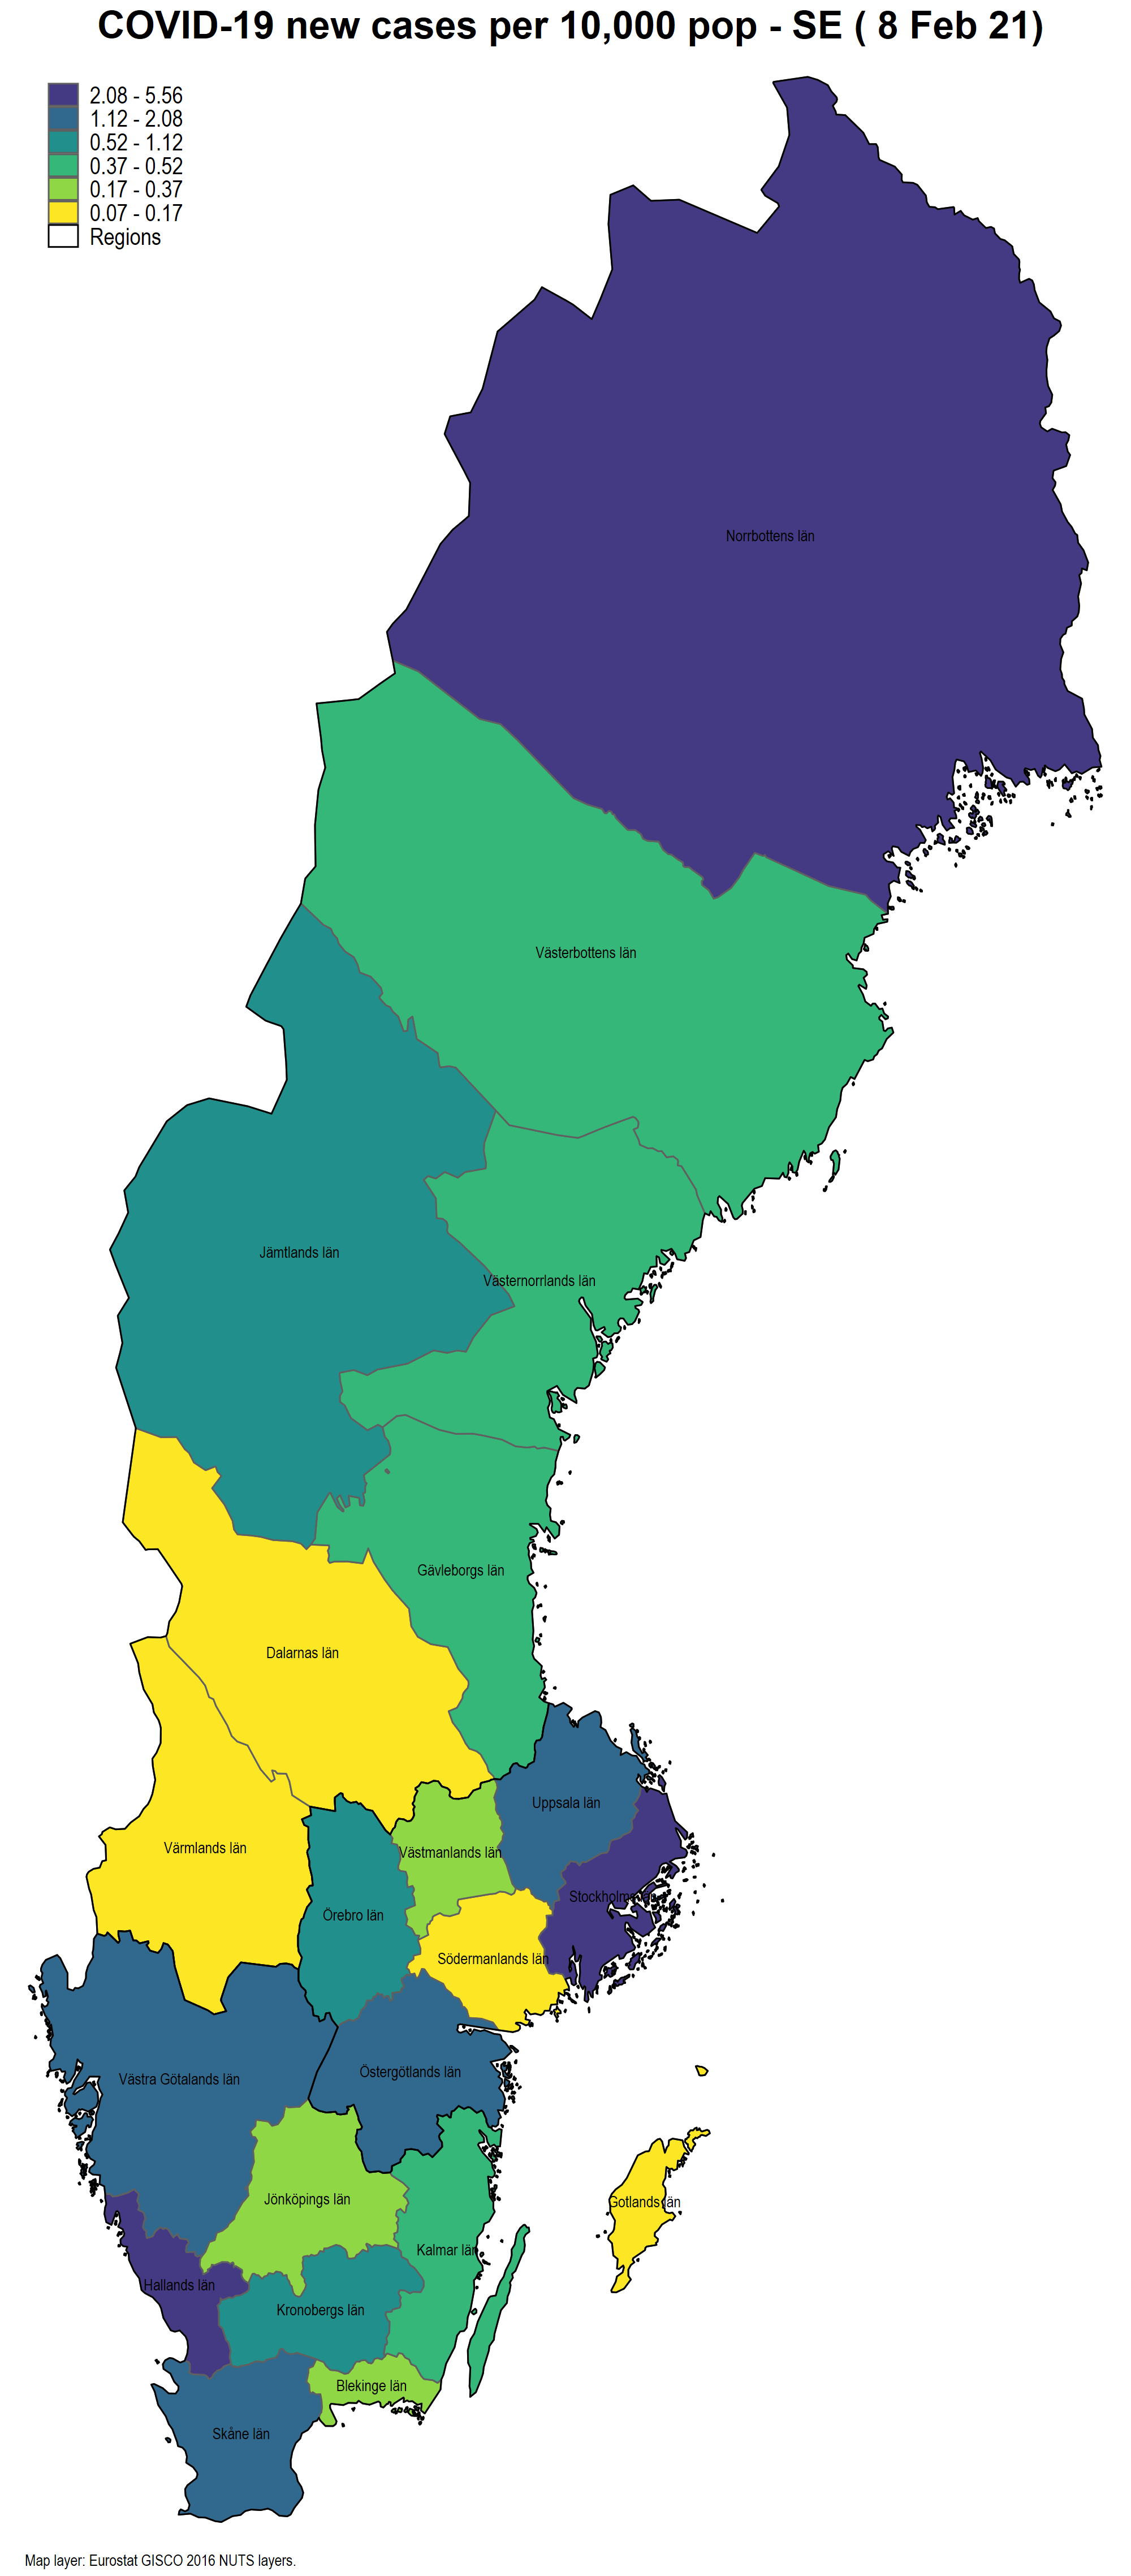 COVID-19 new cases per 10,000 pop - SE ( 8 Feb 21)
2.08 - 5.56
1.12 - 2.08
0.52 - 1.12
0.37 - 0.52
0.17 - 0.37
0.07 - 0.17
Regions
Norrbottens län
Västerbottens län
Jämtlands län
Västernorrlands län
Gävleborgs län
Dalarnas län
Uppsala län
Värmlands län
Västmanlands län
Stockholms län
Örebro län
Södermanlands län
Östergötlands län
Västra Götalands län
Jönköpings län
Gotlands län
Kalmar län
Hallands län
Kronobergs län
Blekinge län
Skåne län
Map layer: Eurostat GISCO 2016 NUTS layers.